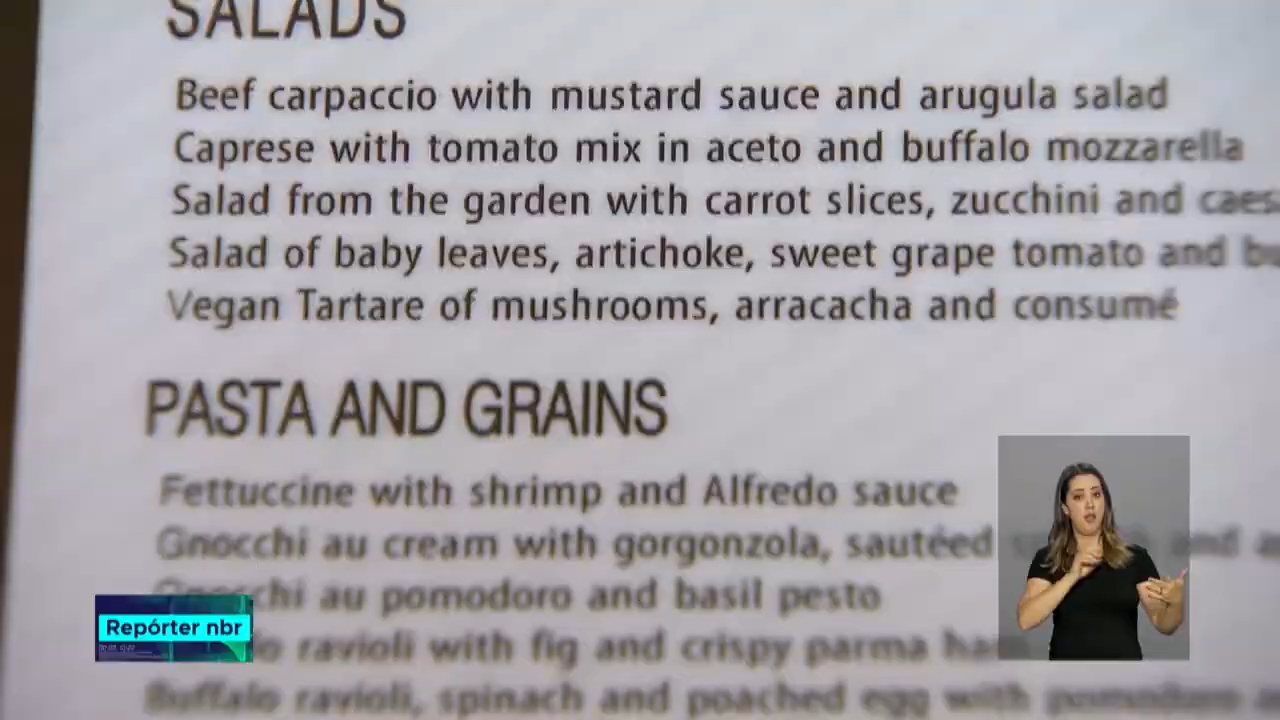 SALADS
Beef carpaccio with mustard sauce and arugula salad
Caprese with tomato mix in aceto and buffalo mozzarella
Salad from the garden with carrot slices, zucchini and
Salad of baby leaves, artichoke, sweet grape tomato and
Vegan Tartare of mushrooms, arracacha and consumé
PASTA AND GRAINS
Fettuccine with shrimp and Alfredo sauce
Gnocchi au cream with gorgonzola, sautéed and
au pomodoro and basil pesto
ravioli with fig and crispy parma
Buffalo ravioli, spinach and poached egg with pomodoro
Repórter nbr